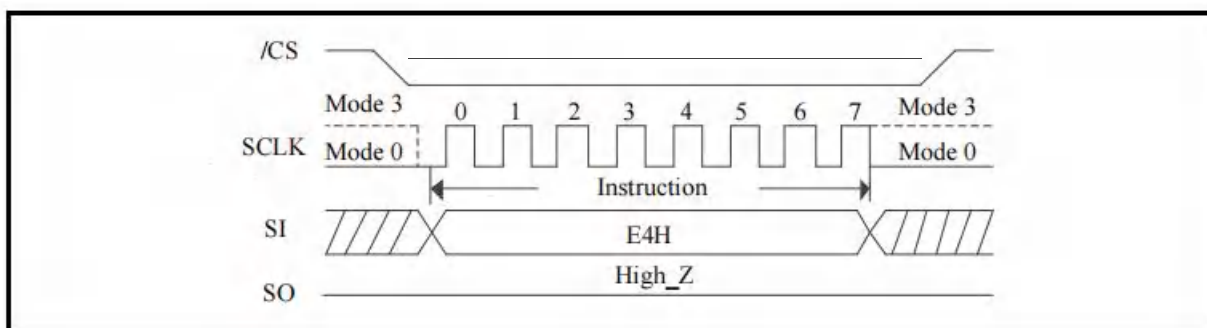 /CS
Mode 3 0 1 2 3 4 5 6 7 Mode 3
SCLK
Mode 0 Mode 0
Instruction
SI
E4H
High_Z
SO